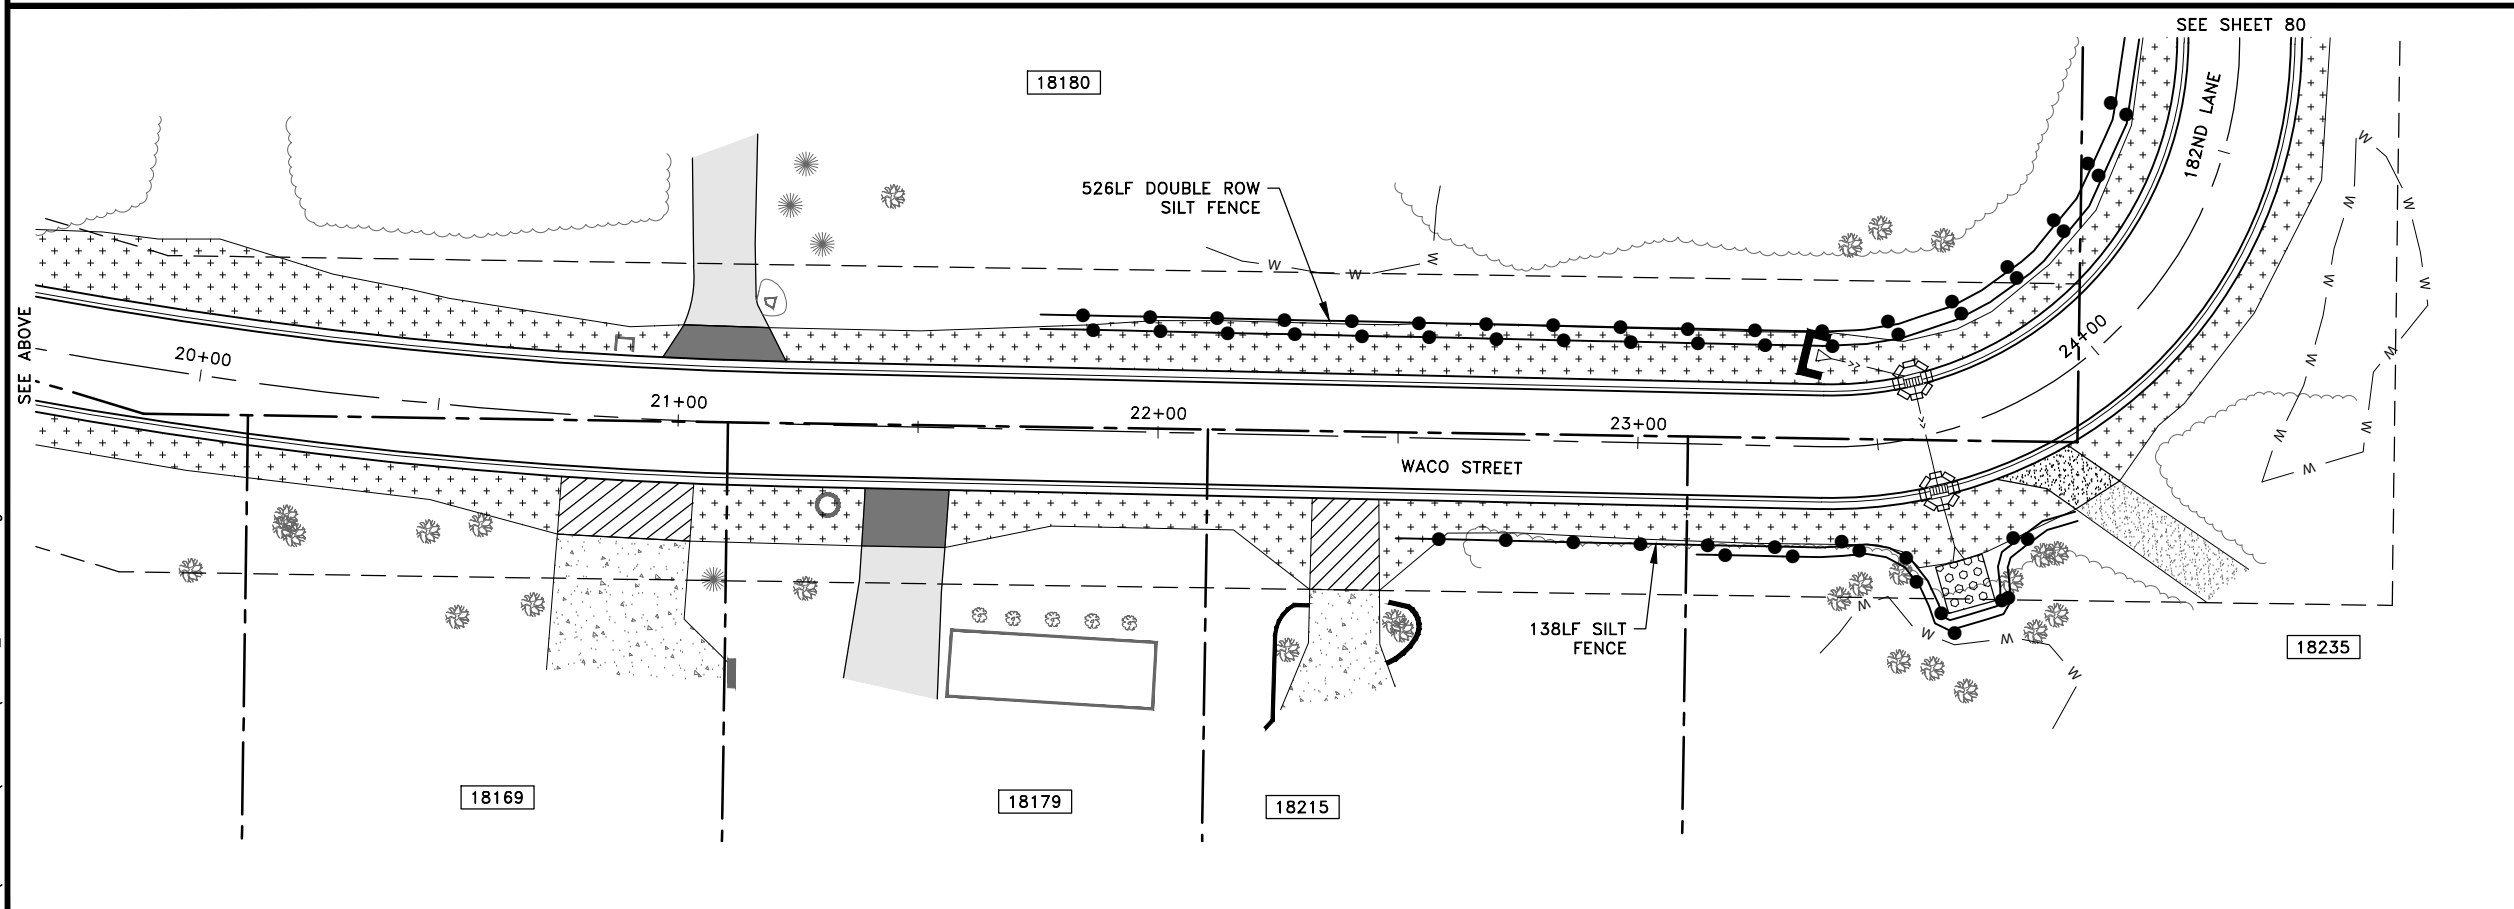 SEE SHEET 80
18180
182ND LANE
526LF DOUBLE ROW
SILT FENCE
W
W
W
W
W
W
W
W
W
W
W
W
W
W
SEE ABOVE
20+00
21+00
22+00
23+00
24+00
WACO STREET
138LF SILT
FENCE
W
W
W
W
18235
18169
18179
18215